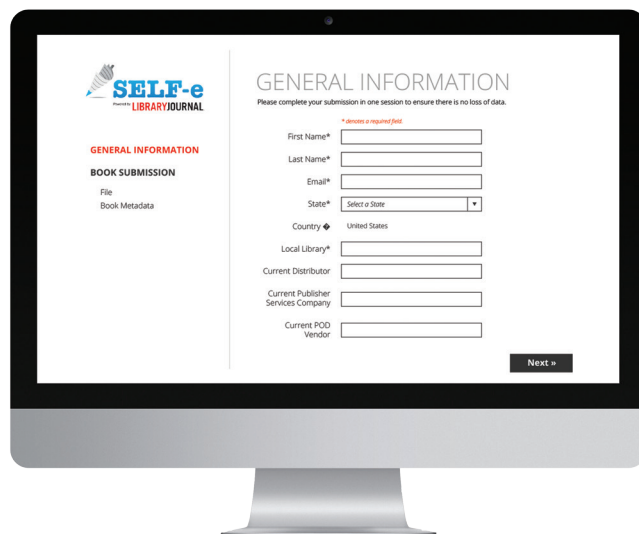 SELF-e
Powered by LIBRARYJOURNAL
GENERAL INFORMATION
BOOK SUBMISSION
File
Book Metadata
GENERAL INFORMATION
Please complete your submission in one session to ensure there is no loss of data.
* denotes a required field.
First Name*
Last Name*
Email*
State* Select a State
Country � United States
Local Library*
Current Distributor
Current Publisher
Services Company
Current POD
Vendor
Next »